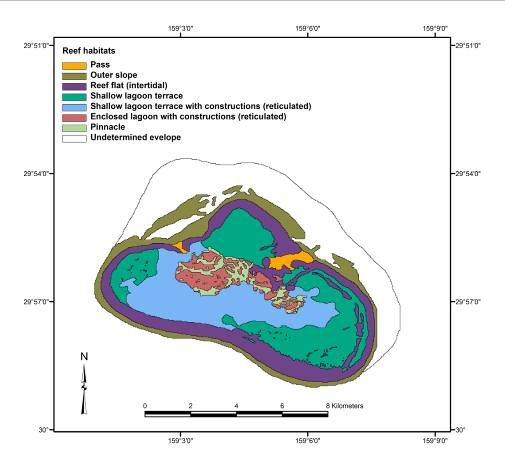 159°3'0" 159°6'0" 159°9'0"
29°51'0" 29°51'0"
Reef habitats
Pass
Outer slope
Reef flat (intertidal)
Shallow lagoon terrace
Shallow lagoon terrace with constructions (reticulated)
Enclosed lagoon with constructions (reticulated)
Pinnacle
Undetermined evelope
29°54'0" 29°54'0"
29°57'0" 29°57'0"
N
0 2 4 6 8 Kilometers
30° 30°
159°3'0" 159°6'0" 159°9'0"